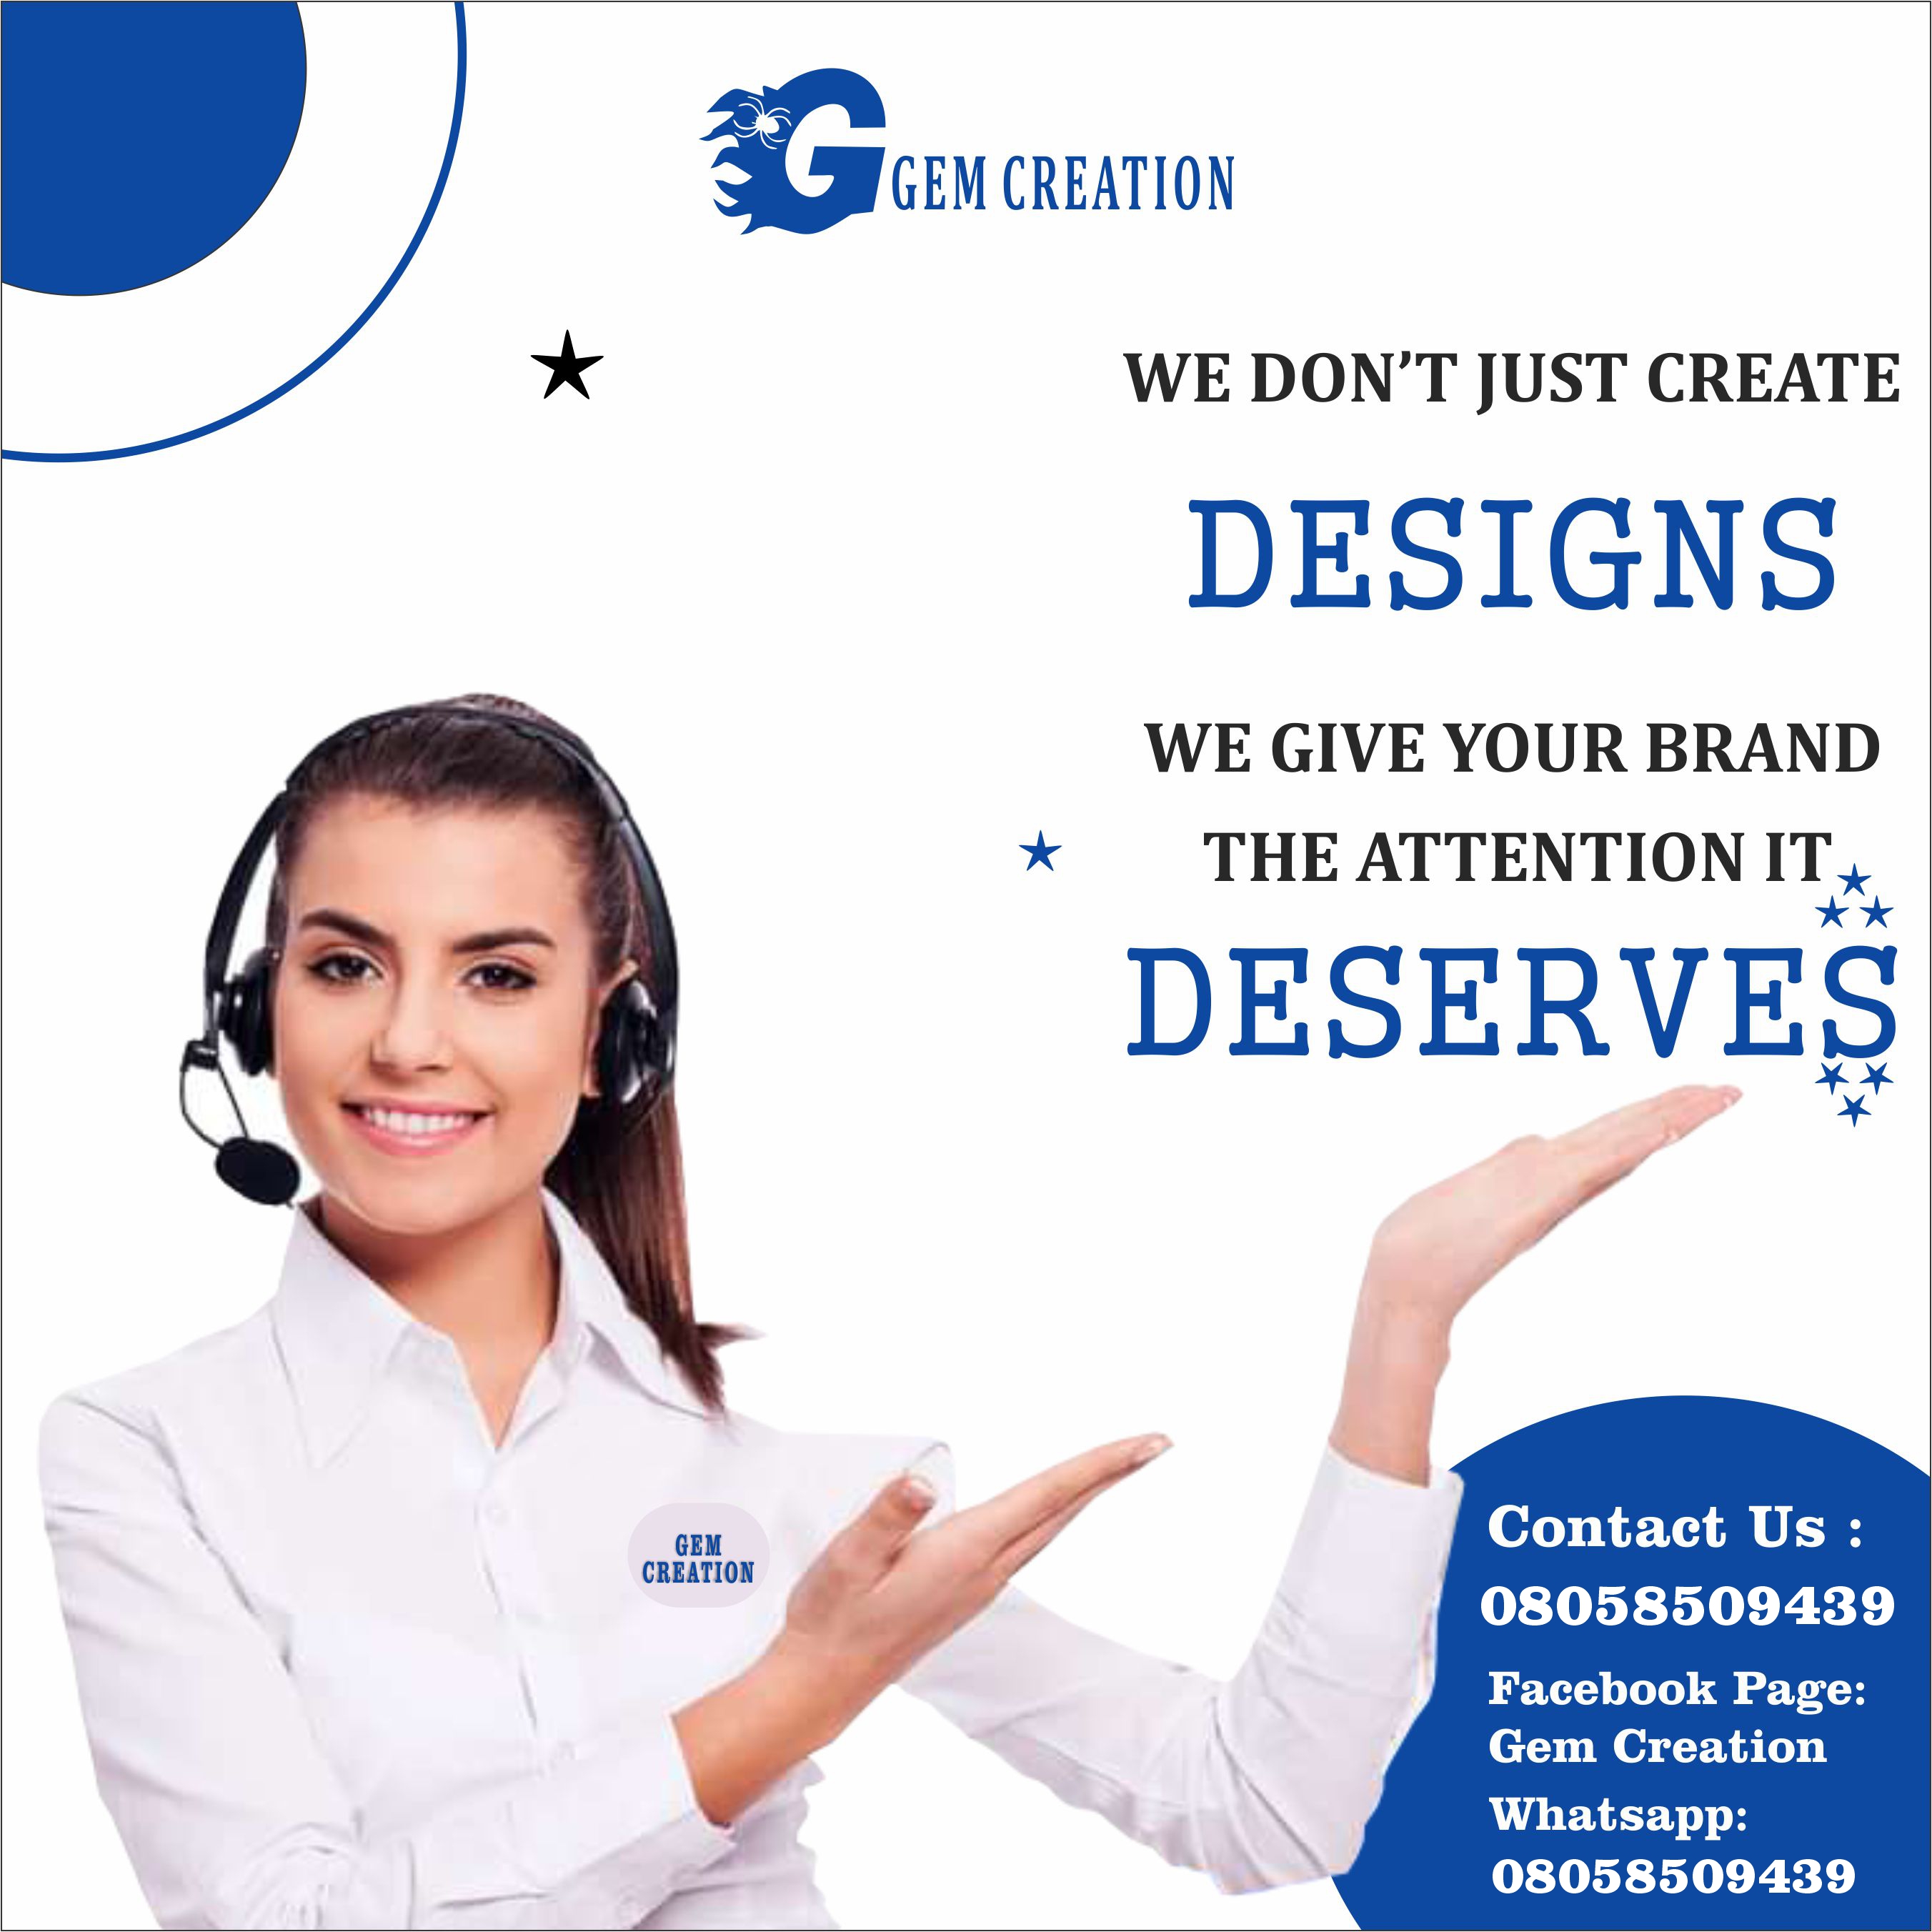 G GEM CREATION
WE DON’T JUST CREATE
DESIGNS
WE GIVE YOUR BRAND
THE ATTENTION IT
DESERVES
GEM
CREATION
Contact Us :
08058509439
Facebook Page:
Gem Creation
Whatsapp:
08058509439